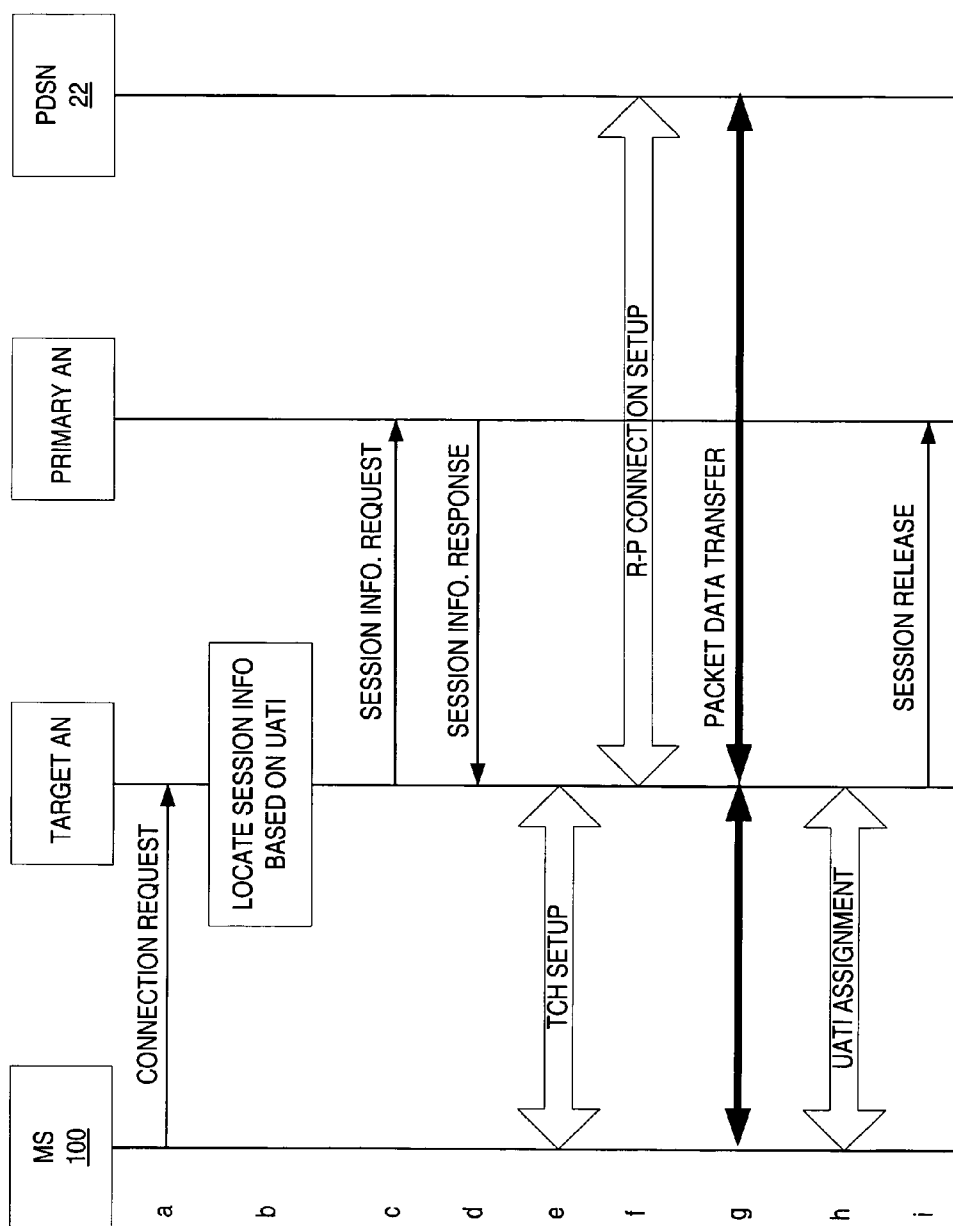 MS
100
TARGET AN
PRIMARY AN
PDSN
22
a
CONNECTION REQUEST
b
LOCATE SESSION INFO
BASED ON UATI
c
SESSION INFO. REQUEST
d
SESSION INFO. RESPONSE
e
TCH SETUP
f
R-P CONNECTION SETUP
g
PACKET DATA TRANSFER
h
UATI ASSIGNMENT
i
SESSION RELEASE